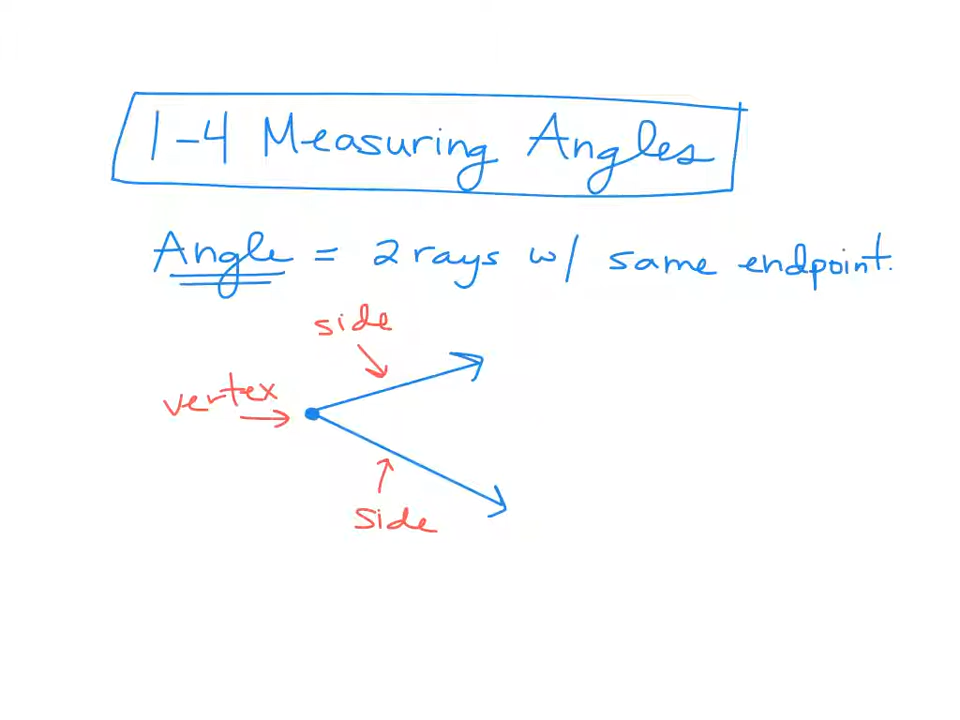 1-4 Measuring Angles
Angle = 2 rays w/ same endpoint.
side
vertex
side